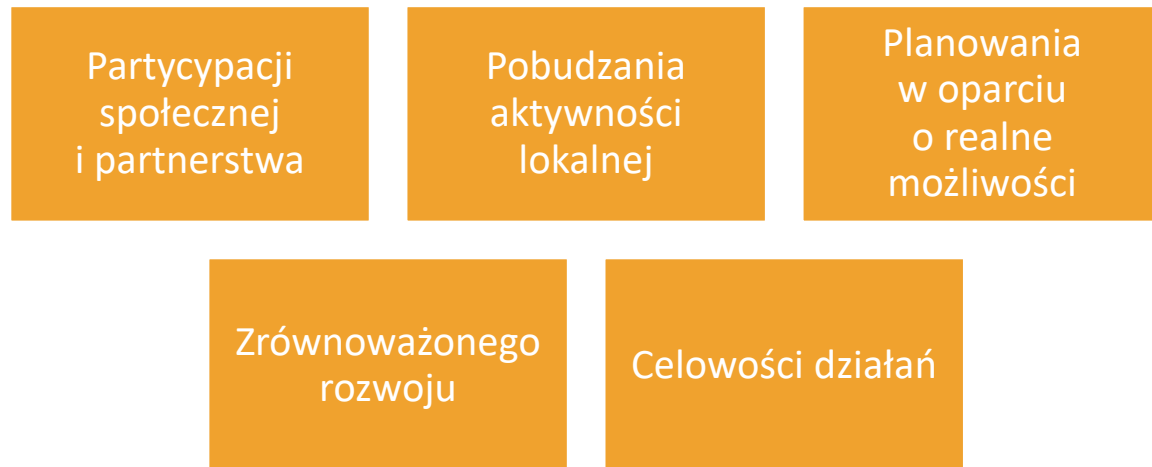 Partycypacji
społecznej
i partnerstwa
Pobudzania
aktywności
lokalnej
Planowania
w oparciu
o realne
możliwości
Zrównoważonego
rozwoju
Celowości działań